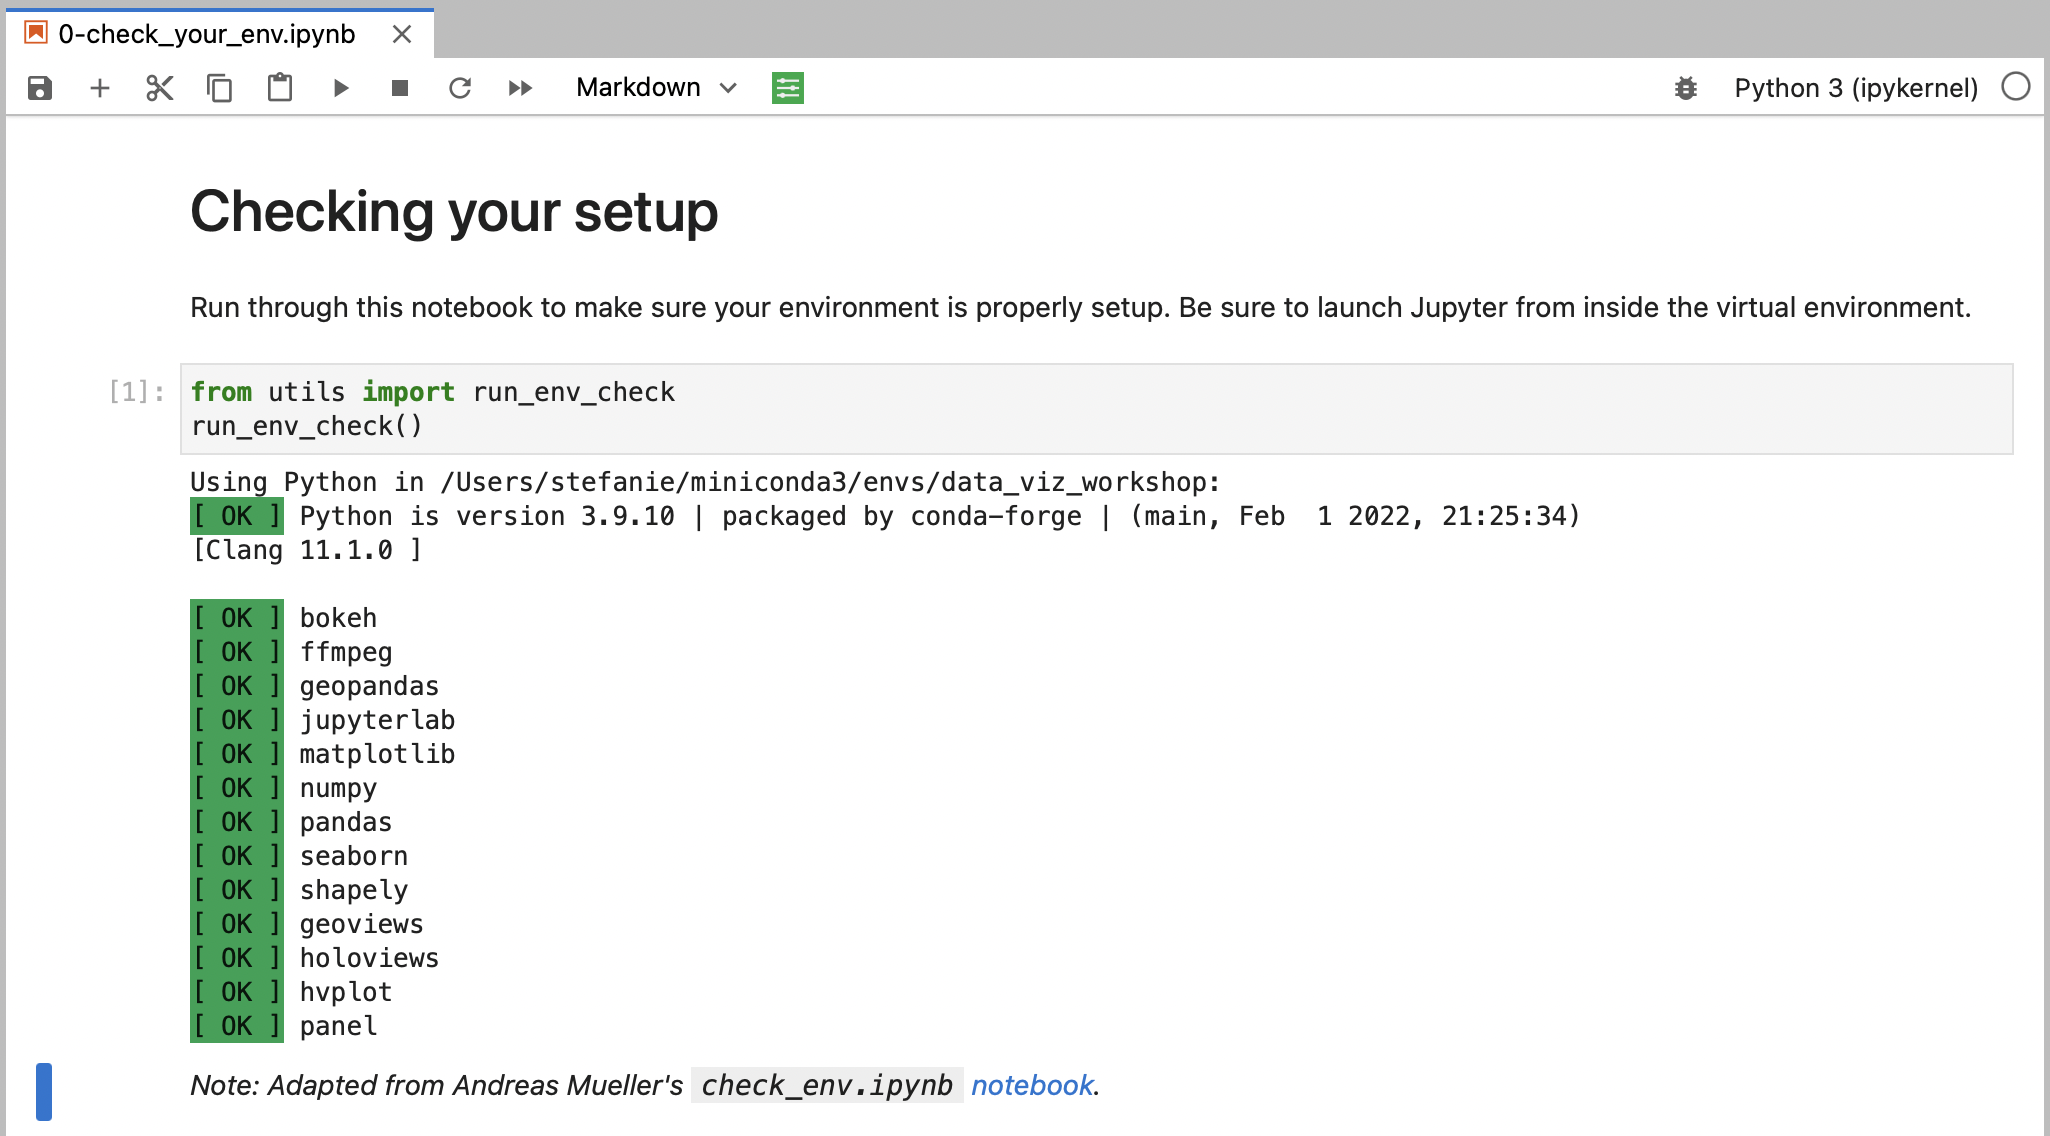 0-check_your_env.ipynb
Markdown
Python 3 (ipykernel)
Checking your setup
Run through this notebook to make sure your environment is properly setup. Be sure to launch Jupyter from inside the virtual environment.
[1]: from utils import run_env_check
run_env_check()
Using Python in /Users/stefanie/miniconda3/envs/data_viz_workshop:
[ OK ] Python is version 3.9.10 | packaged by conda-forge | (main, Feb  1 2022, 21:25:34)
[Clang 11.1.0 ]
[ OK ] bokeh
[ OK ] ffmpeg
[ OK ] geopandas
[ OK ] jupyterlab
[ OK ] matplotlib
[ OK ] numpy
[ OK ] pandas
[ OK ] seaborn
[ OK ] shapely
[ OK ] geoviews
[ OK ] holoviews
[ OK ] hvplot
[ OK ] panel
Note: Adapted from Andreas Mueller's check_env.ipynb notebook.